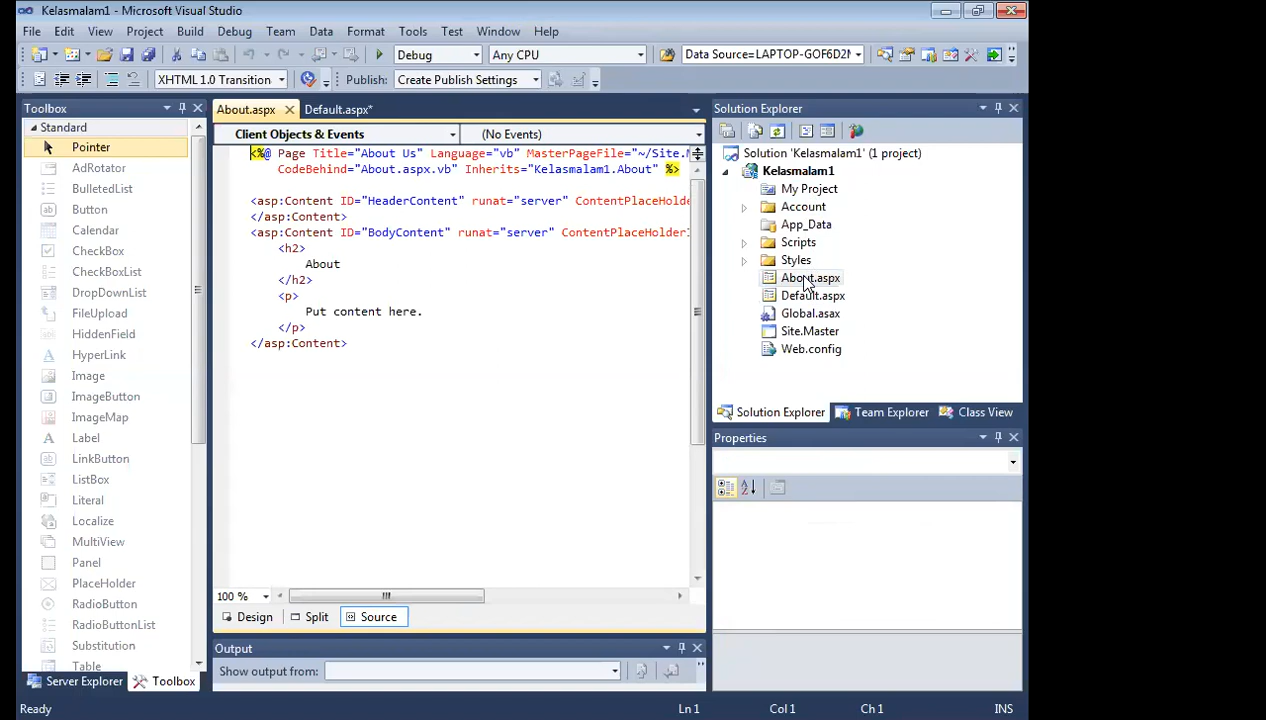 Kelasmalam1 - Microsoft Visual Studio
File Edit View Project Build Debug Team Data Format Tools Test Window Help
Debug Any CPU Data Source=LAPTOP-GOF6D2
XHTML 1.0 Transition Publish: Create Publish Settings
Toolbox
Standard
Pointer
AdRotator
BulletedList
Button
Calendar
CheckBox
CheckBoxList
DropDownList
FileUpload
HiddenField
HyperLink
Image
ImageButton
ImageMap
Label
LinkButton
ListBox
Literal
Localize
MultiView
Panel
PlaceHolder
RadioButton
RadioButtonList
Substitution
Table
Server Explorer Toolbox
About.aspx Default.aspx*
Client Objects & Events (No Events)
<%@ Page Title="About Us" Language="vb" MasterPageFile="~/Site.
CodeBehind="About.aspx.vb" Inherits="Kelasmalam1.About" %>
<asp:Content ID="HeaderContent" runat="server" ContentPlaceHolde
</asp:Content>
<asp:Content ID="BodyContent" runat="server" ContentPlaceHolder
<h2>
About
</h2>
<p>
Put content here.
</p>
</asp:Content>
100 %
Design Split Source
Output
Show output from:
Solution Explorer
Solution 'Kelasmalam1' (1 project)
Kelasmalam1
My Project
Account
App_Data
Scripts
Styles
About.aspx
Default.aspx
Global.asax
Site.Master
Web.config
Solution Explorer Team Explorer Class View
Properties
Ready Ln 1 Col 1 Ch 1 INS